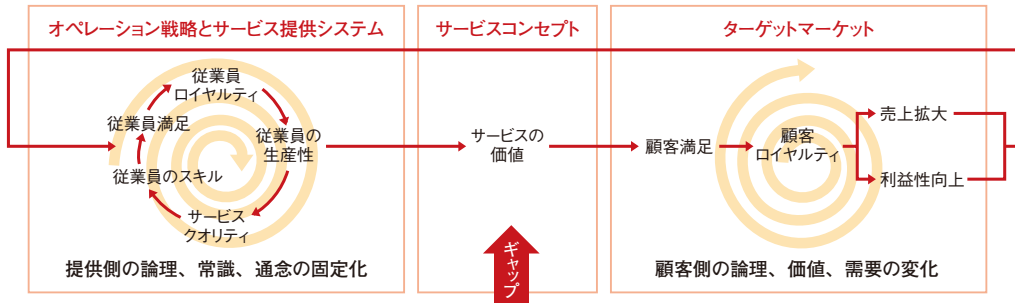 オペレーション戦略とサービス提供システム
従業員
ロイヤルティ
従業員満足
従業員の
生産性
従業員のスキル
サービス
クオリティ
提供側の論理、常識、通念の固定化
サービスコンセプト
サービスの
価値
ギャップ
ターゲットマーケット
顧客満足
顧客
ロイヤルティ
売上拡大
利益性向上
顧客側の論理、価値、需要の変化